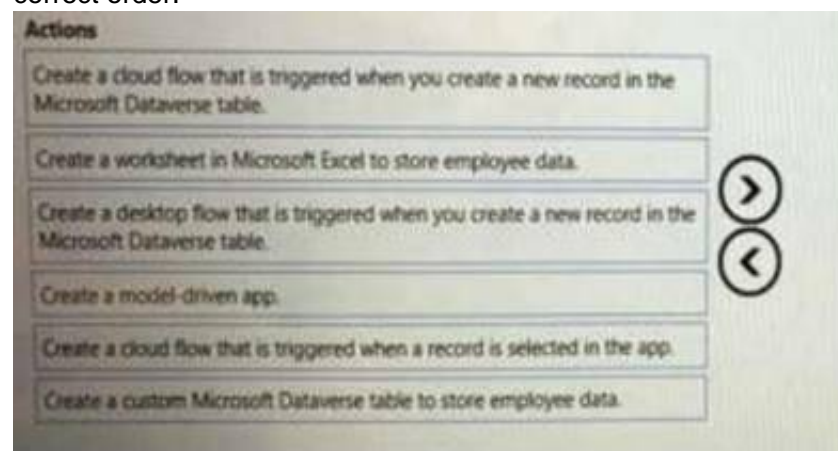 correct order.
Actions
Create a cloud flow that is triggered when you create a new record in the
Microsoft Dataverse table.
Create a worksheet in Microsoft Excel to store employee data.
Create a desktop flow that is triggered when you create a new record in the
Microsoft Dataverse table.
Create a model-driven app.
Create a cloud flow that is triggered when a record is selected in the app.
Create a custom Microsoft Dataverse table to store employee data.